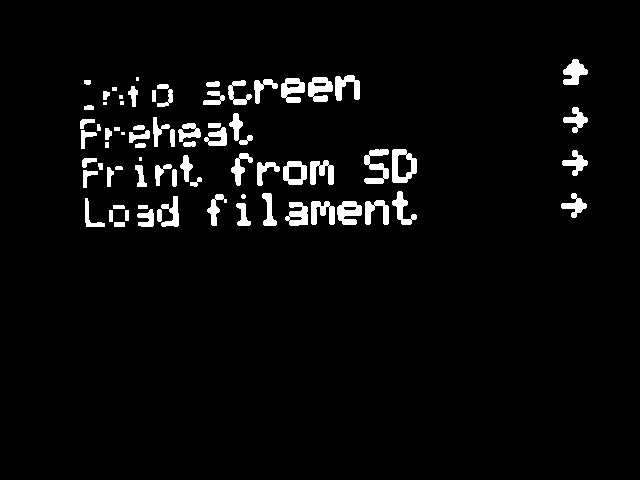 Info screen
Preheat →
Print from SD →
Load filament →